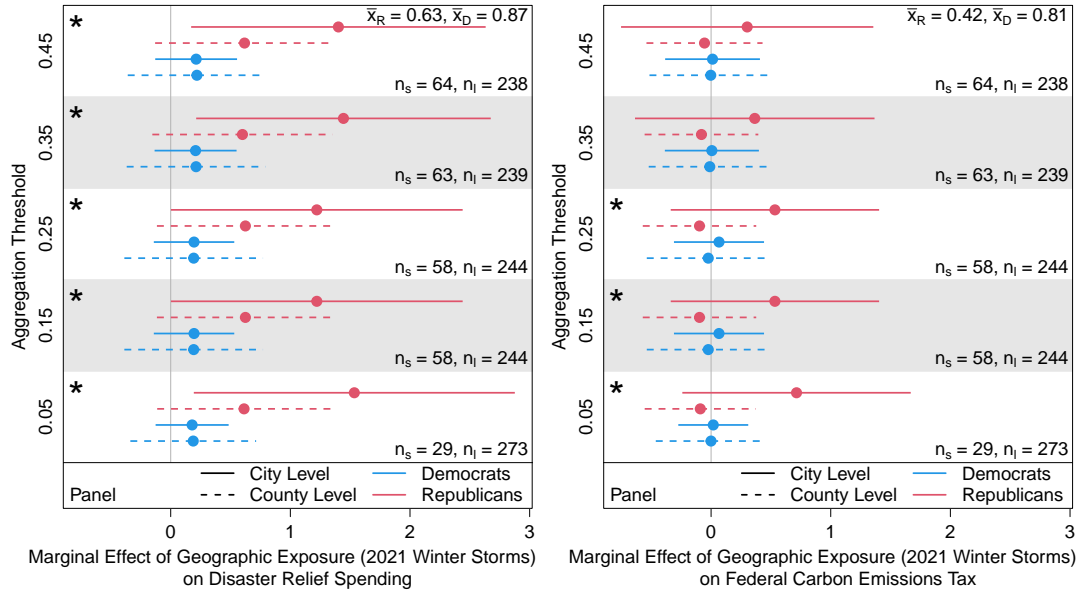 Aggregation Threshold
*
0.45
x̄R = 0.63, x̄D = 0.87
ns = 64, nl = 238
*
0.35
ns = 63, nl = 239
*
0.25
ns = 58, nl = 244
*
0.15
ns = 58, nl = 244
*
0.05
ns = 29, nl = 273
Panel
City Level
County Level
Democrats
Republicans
0 1 2 3
Marginal Effect of Geographic Exposure (2021 Winter Storms)
on Disaster Relief Spending
Aggregation Threshold
0.45
x̄R = 0.42, x̄D = 0.81
ns = 64, nl = 238
0.35
ns = 63, nl = 239
*
0.25
ns = 58, nl = 244
*
0.15
ns = 58, nl = 244
*
0.05
ns = 29, nl = 273
Panel
City Level
County Level
Democrats
Republicans
0 1 2 3
Marginal Effect of Geographic Exposure (2021 Winter Storms)
on Federal Carbon Emissions Tax